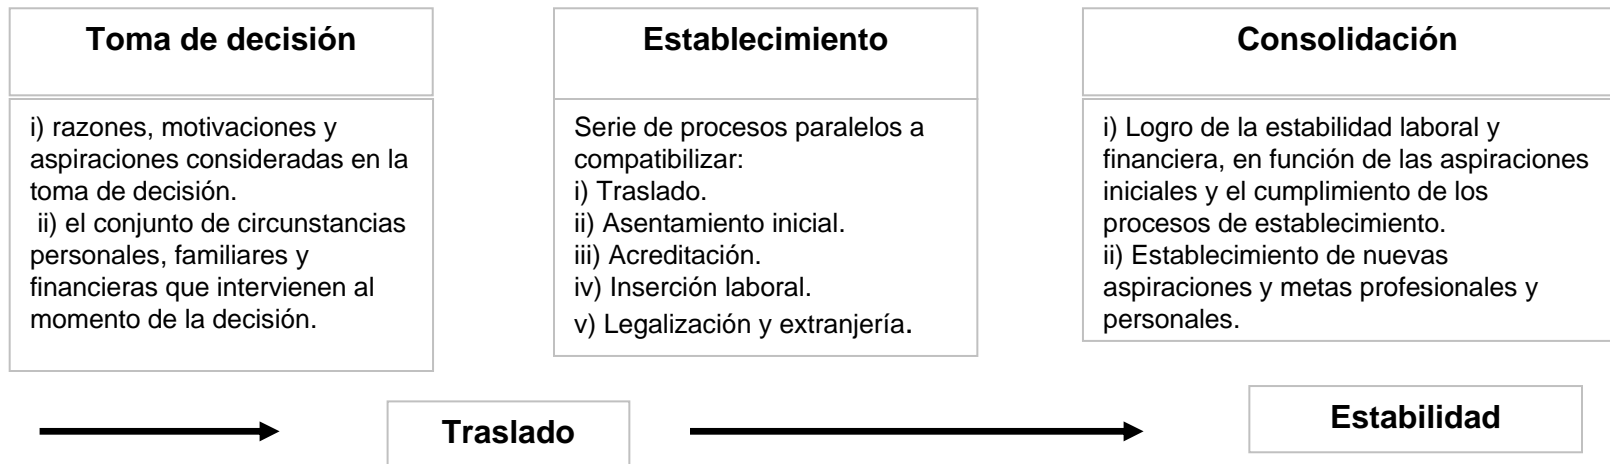 Toma de decisión
i) razones, motivaciones y
aspiraciones consideradas en la
toma de decisión.
ii) el conjunto de circunstancias
personales, familiares y
financieras que intervienen al
momento de la decisión.
Establecimiento
Serie de procesos paralelos a
compatibilizar:
i) Traslado.
ii) Asentamiento inicial.
iii) Acreditación.
iv) Inserción laboral.
v) Legalización y extranjería.
Consolidación
i) Logro de la estabilidad laboral y
financiera, en función de las aspiraciones
iniciales y el cumplimiento de los
procesos de establecimiento.
ii) Establecimiento de nuevas
aspiraciones y metas profesionales y
personales.
Traslado
Estabilidad